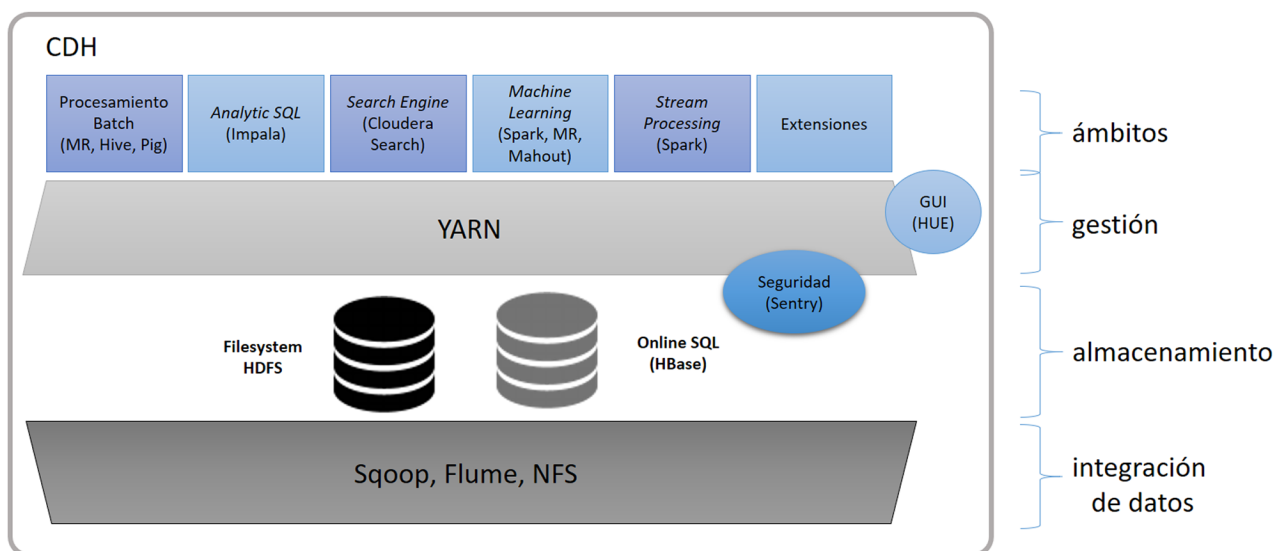 CDH
Procesamiento
Batch
(MR, Hive, Pig)
Analytic SQL
(Impala)
Search Engine
(Cloudera
Search)
Machine
Learning
(Spark, MR,
Mahout)
Stream
Processing
(Spark)
Extensiones
ámbitos
YARN
GUI
(HUE)
gestión
Seguridad
(Sentry)
Filesystem
HDFS
Online SQL
(HBase)
almacenamiento
Sqoop, Flume, NFS
integración
de datos